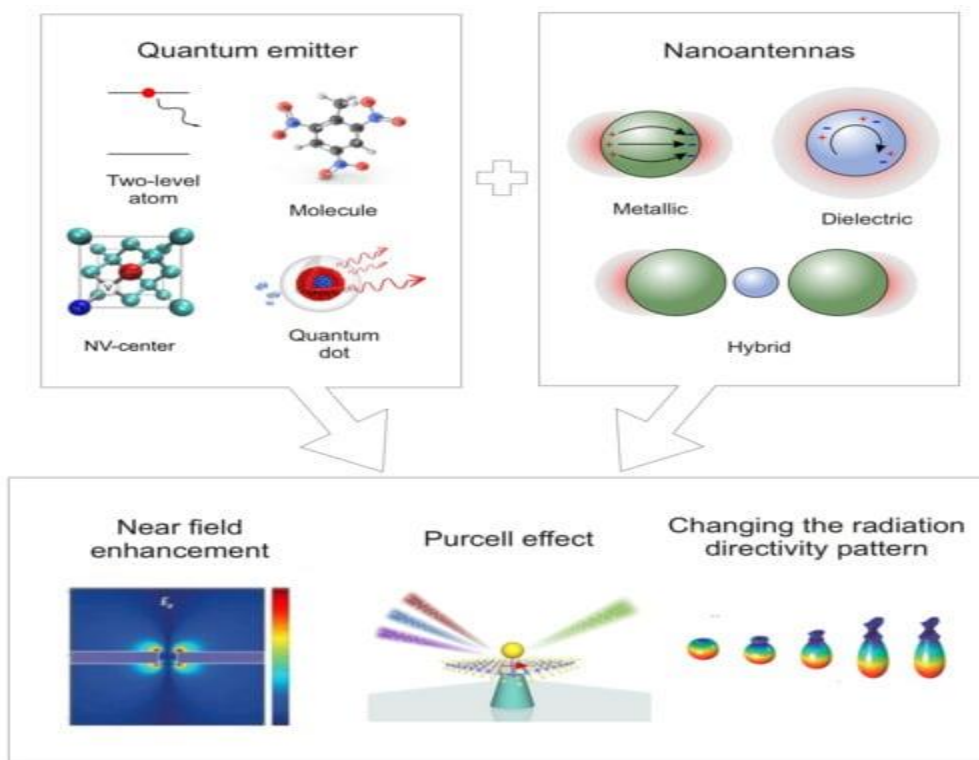 Quantum emitter
Two-level
atom
Molecule
V
NV-center
Quantum
dot
Nanoantennas
Metallic
Dielectric
Hybrid
Near field
enhancement
Purcell effect
Changing the radiation
directivity pattern